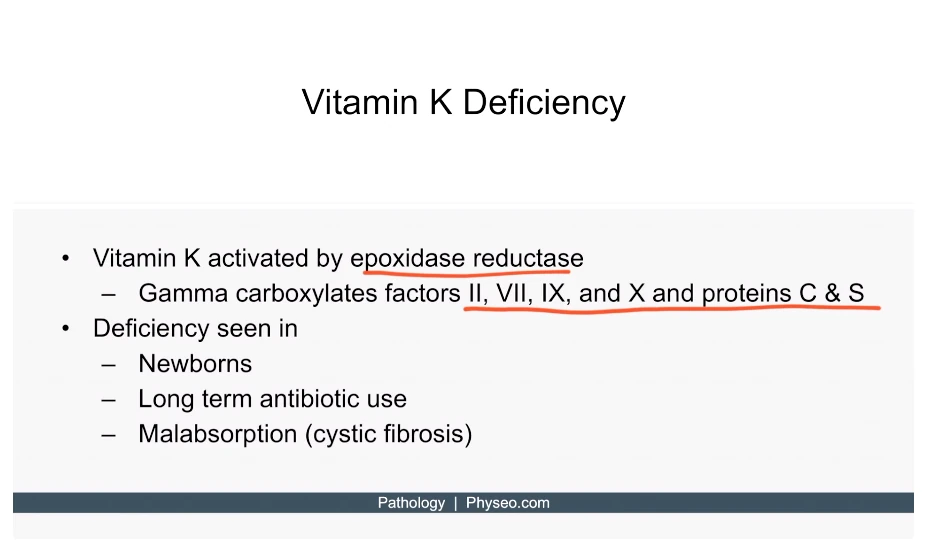 Vitamin K Deficiency
• Vitamin K activated by epoxidase reductase
– Gamma carboxylates factors II, VII, IX, and X and proteins C & S
• Deficiency seen in
– Newborns
– Long term antibiotic use
– Malabsorption (cystic fibrosis)
Pathology | Physeo.com